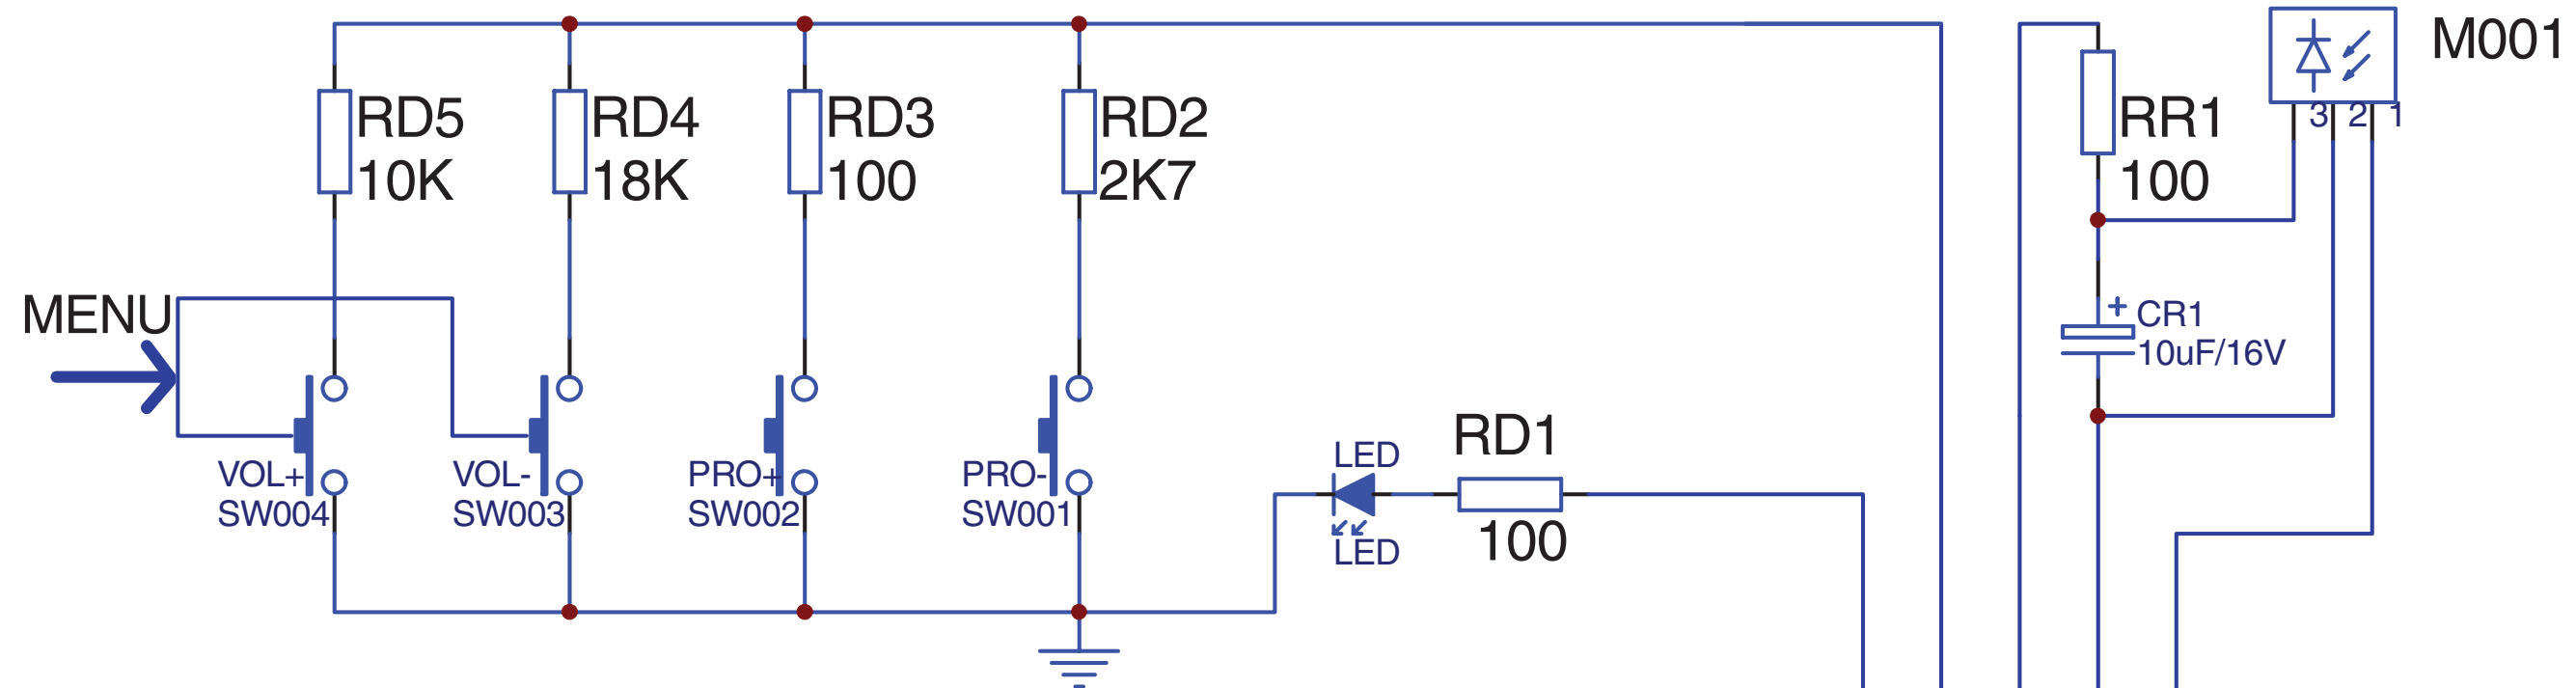 M001
RD5
10K
RD4
18K
RD3
100
RD2
2K7
RR1
100
3 2 1
MENU
+
CR1
10uF/16V
VOL+
SW004
VOL-
SW003
PRO+
SW002
PRO-
SW001
LED
LED
RD1
100